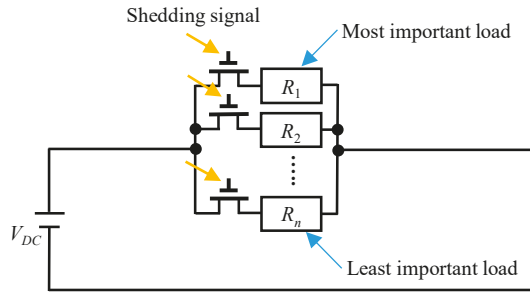 Shedding signal
Most important load
R1
R2
......
Rn
VDC
Least important load